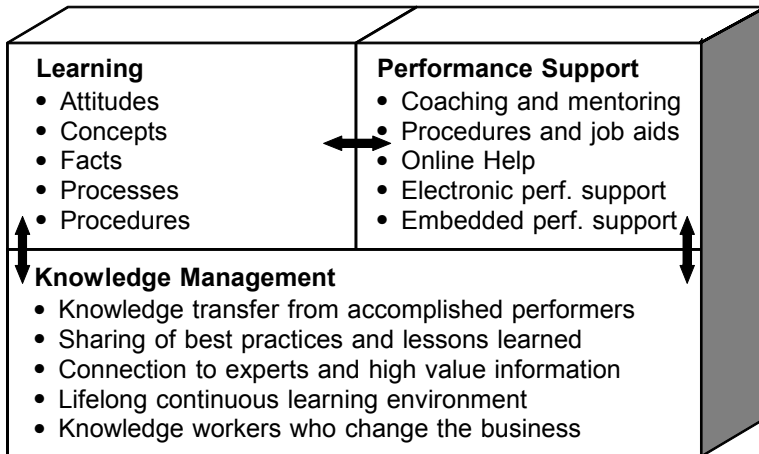 Learning
• Attitudes
• Concepts
• Facts
• Processes
• Procedures
Performance Support
• Coaching and mentoring
• Procedures and job aids
• Online Help
• Electronic perf. support
• Embedded perf. support
Knowledge Management
• Knowledge transfer from accomplished performers
• Sharing of best practices and lessons learned
• Connection to experts and high value information
• Lifelong continuous learning environment
• Knowledge workers who change the business